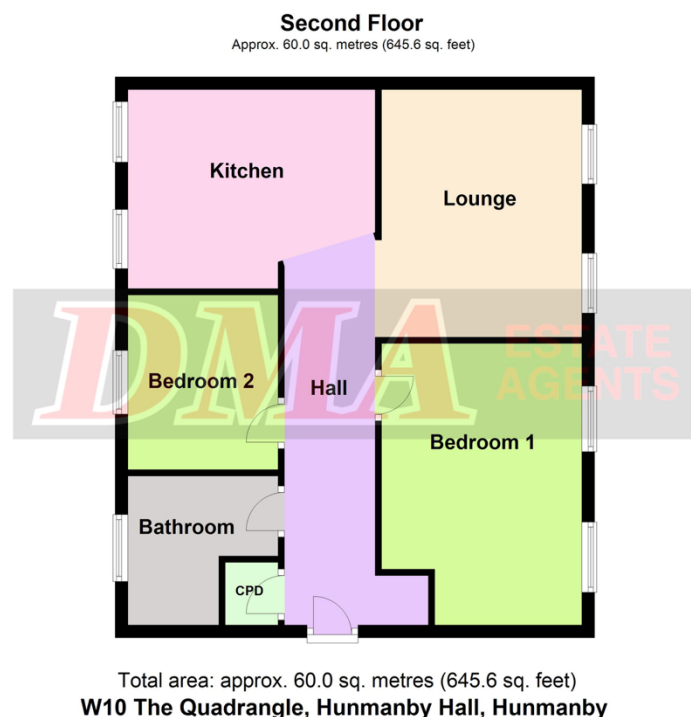 Second Floor
Approx. 60.0 sq. metres (645.6 sq. feet)
Kitchen
Lounge
DMA
ESTATE
AGENTS
Bedroom 2
Hall
Bedroom 1
Bathroom
CPD
Total area: approx. 60.0 sq. metres (645.6 sq. feet)
W10 The Quadrangle, Hunmanby Hall, Hunmanby